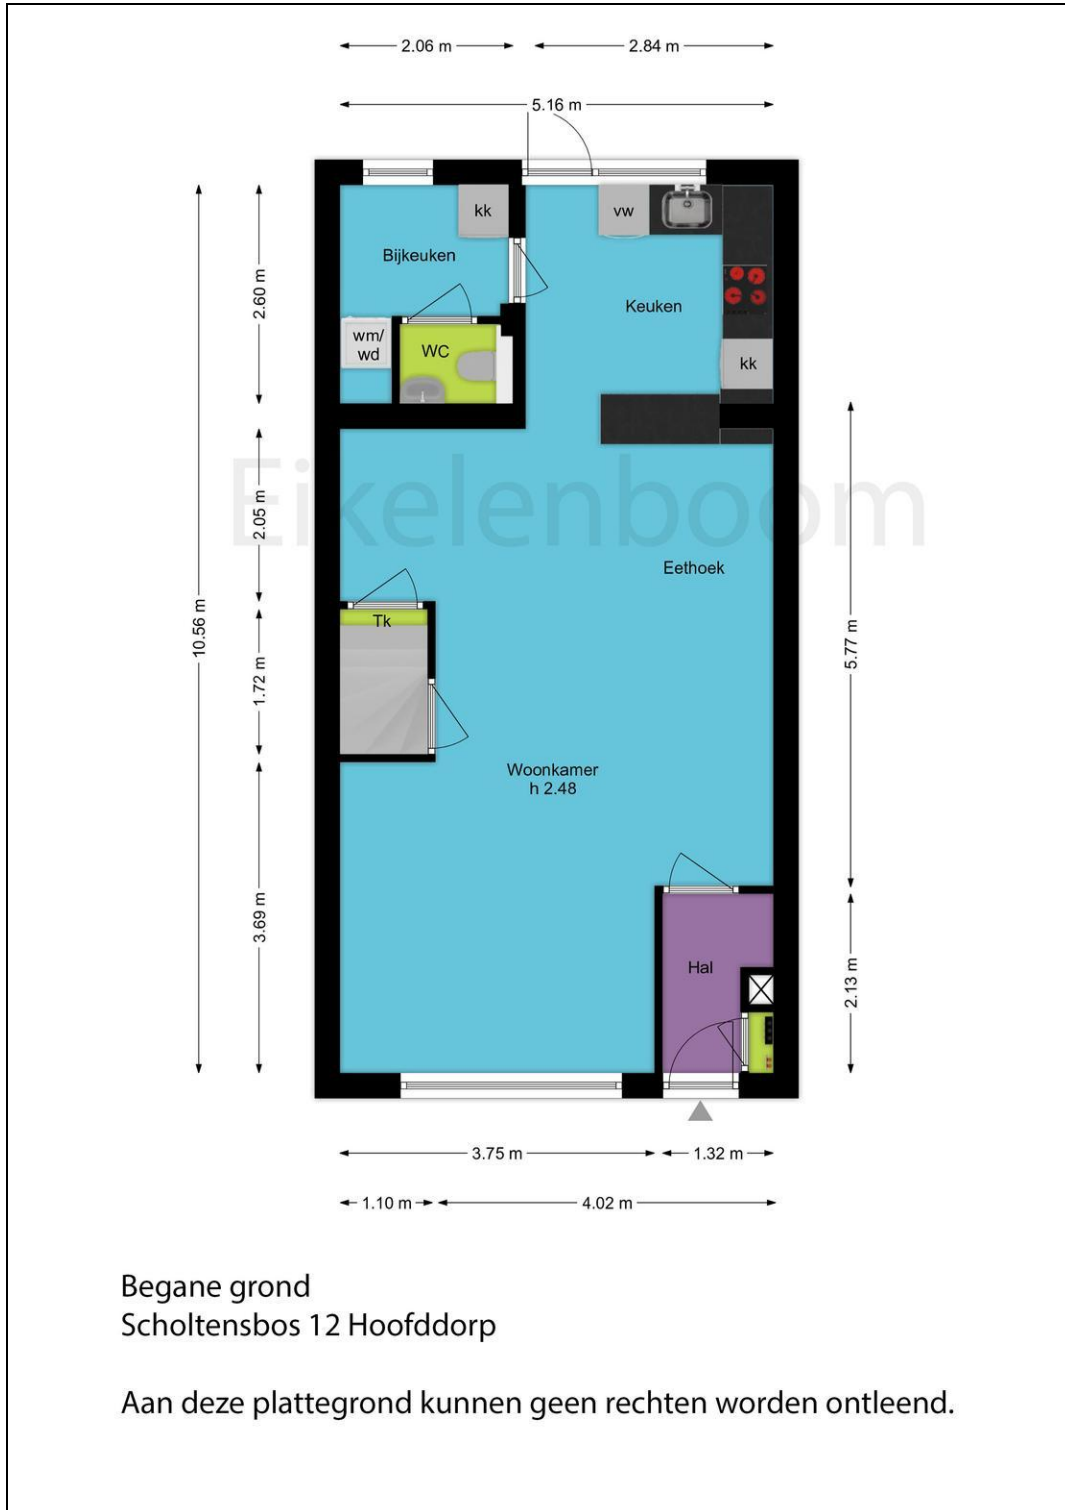 2.06 m
2.84 m
5.16 m
kk
vw
Bijkeuken
2.60 m
Keuken
wm/
wd
WC
kk
Eikelenboom
2.05 m
Eethoek
10.56 m
Tk
5.77 m
1.72 m
Woonkamer
h 2.48
3.69 m
Hal
2.13 m
3.75 m
1.32 m
1.10 m
4.02 m
Begane grond
Scholtensbos 12 Hoofddorp
Aan deze plattegrond kunnen geen rechten worden ontleend.